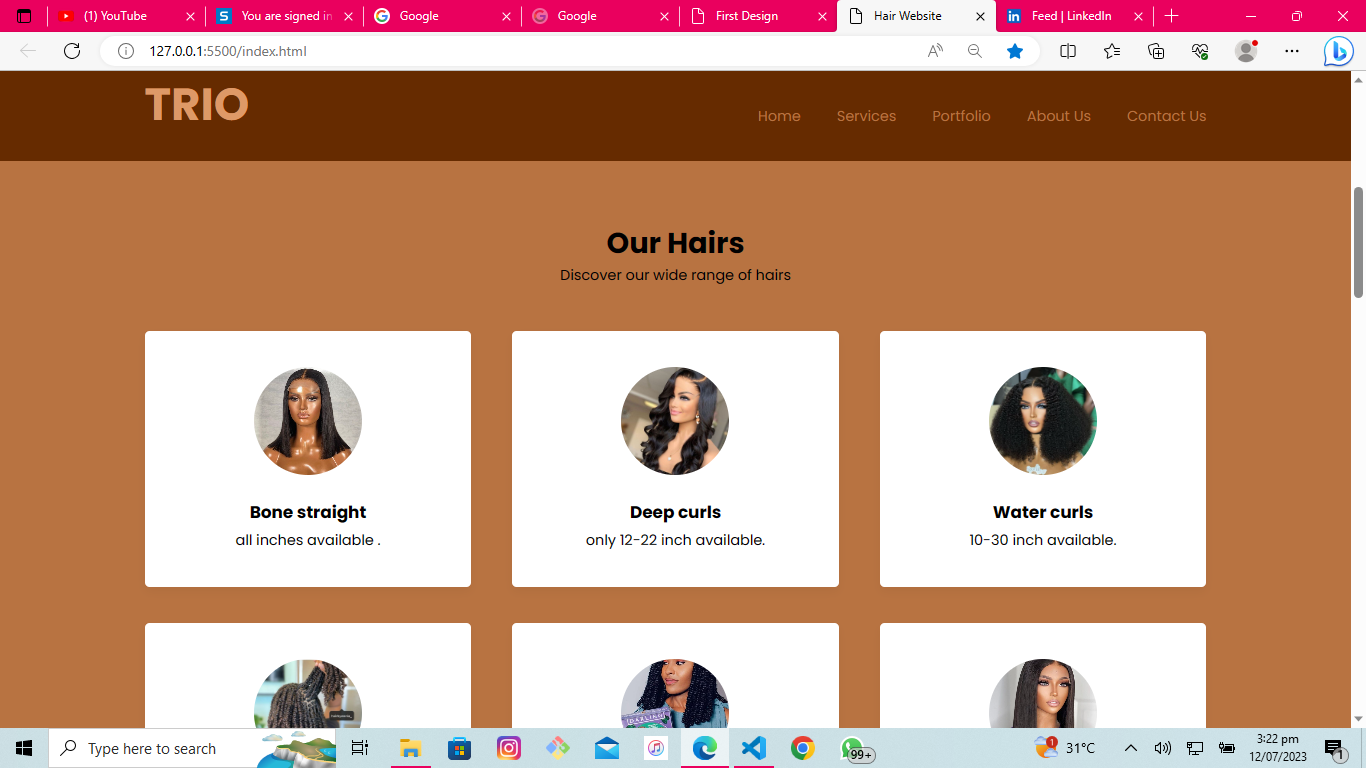 (1) YouTube
You are signed in
Google
Google
First Design
Hair Website
Feed | LinkedIn
127.0.0.1:5500/index.html
TRIO
Home
Services
Portfolio
About Us
Contact Us
Our Hairs
Discover our wide range of hairs
Bone straight
all inches available .
Deep curls
only 12-22 inch available.
Water curls
10-30 inch available.
DARLING
Type here to search
99+
1
31°C
3:22 pm
12/07/2023
1